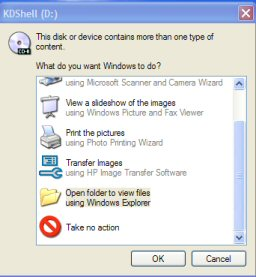 KDShell (D:)
This disk or device contains more than one type of
content.
What do you want Windows to do?
using Microsoft Scanner and Camera Wizard
View a slideshow of the images
using Windows Picture and Fax Viewer
Print the pictures
using Photo Printing Wizard
Transfer Images
using HP Image Transfer Software
Open folder to view files
using Windows Explorer
Take no action
OK
Cancel